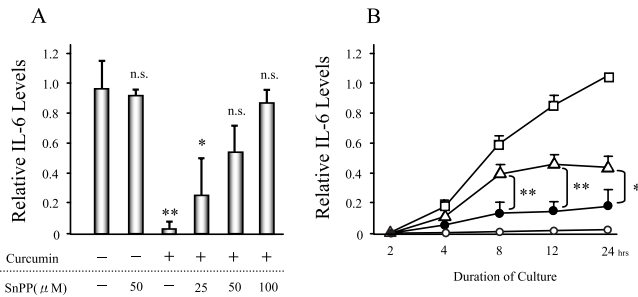 A
Relative IL-6 Levels
1.2
1.0
0.8
0.6
0.4
0.2
0
n.s.
**
*
n.s.
n.s.
Curcumin – – + + + +
SnPP(μM) – 50 – 25 50 100
B
Relative IL-6 Levels
1.2
1.0
0.8
0.6
0.4
0.2
0
**
**
*
2 4 8 12 24 hrs
Duration of Culture